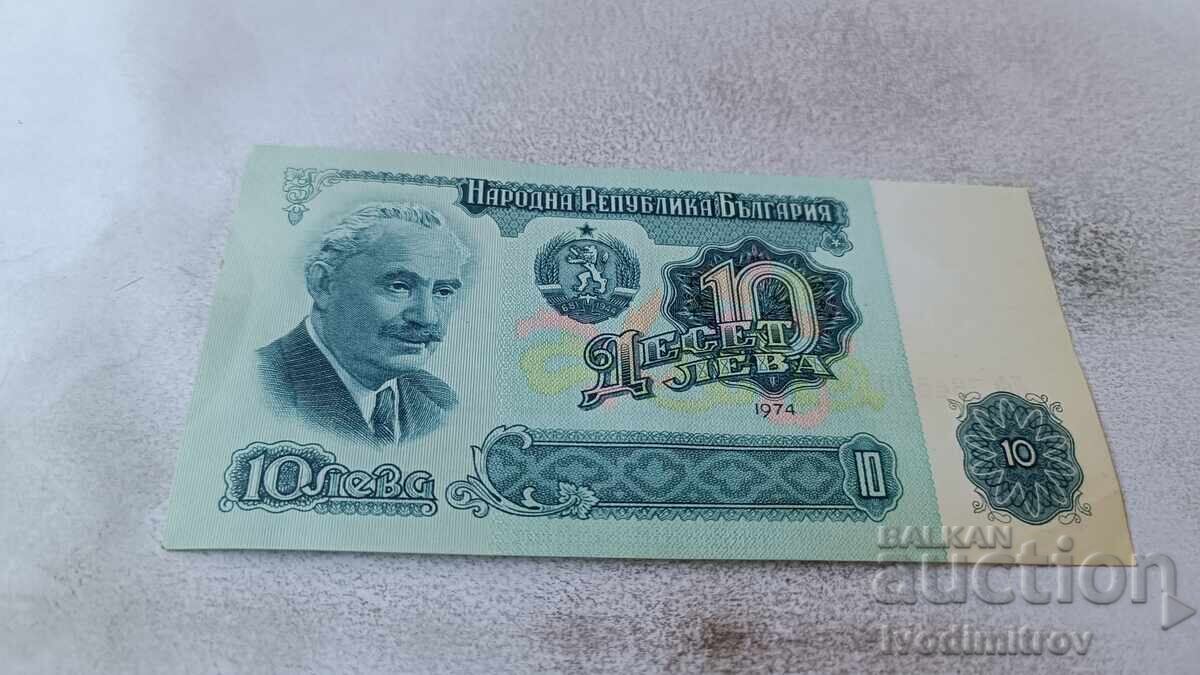 Народна Република България
10
Десет
лева
1974
10 лева
10
10
BALKAN
auction
Ivodimitrov